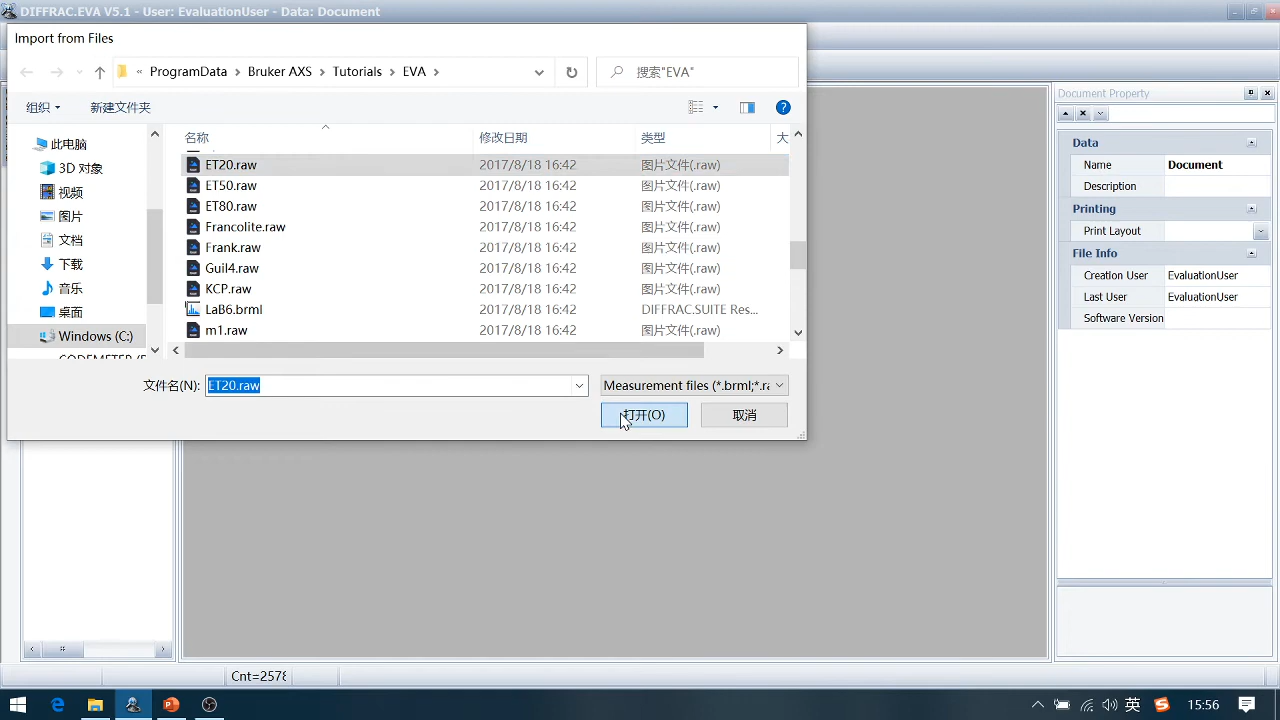 DIFFRAC.EVA V5.1 - User: EvaluationUser - Data: Document
Import from Files
« ProgramData › Bruker AXS › Tutorials › EVA ›
搜索"EVA"
组织 新建文件夹
此电脑
3D 对象
视频
图片
文档
下载
音乐
桌面
Windows (C:)
名称 修改日期 类型 大
ET20.raw 2017/8/18 16:42 图片文件(.raw)
ET50.raw 2017/8/18 16:42 图片文件(.raw)
ET80.raw 2017/8/18 16:42 图片文件(.raw)
Francolite.raw 2017/8/18 16:42 图片文件(.raw)
Frank.raw 2017/8/18 16:42 图片文件(.raw)
Guil4.raw 2017/8/18 16:42 图片文件(.raw)
KCP.raw 2017/8/18 16:42 图片文件(.raw)
LaB6.brml 2017/8/18 16:42 DIFFRAC.SUITE Res...
m1.raw 2017/8/18 16:42 图片文件(.raw)
文件名(N): ET20.raw
Measurement files (*.brml;*.ra
打开(O) 取消
Document Property
Data
Name Document
Description
Printing
Print Layout
File Info
Creation User EvaluationUser
Last User EvaluationUser
Software Version
Cnt=2578
英 15:56